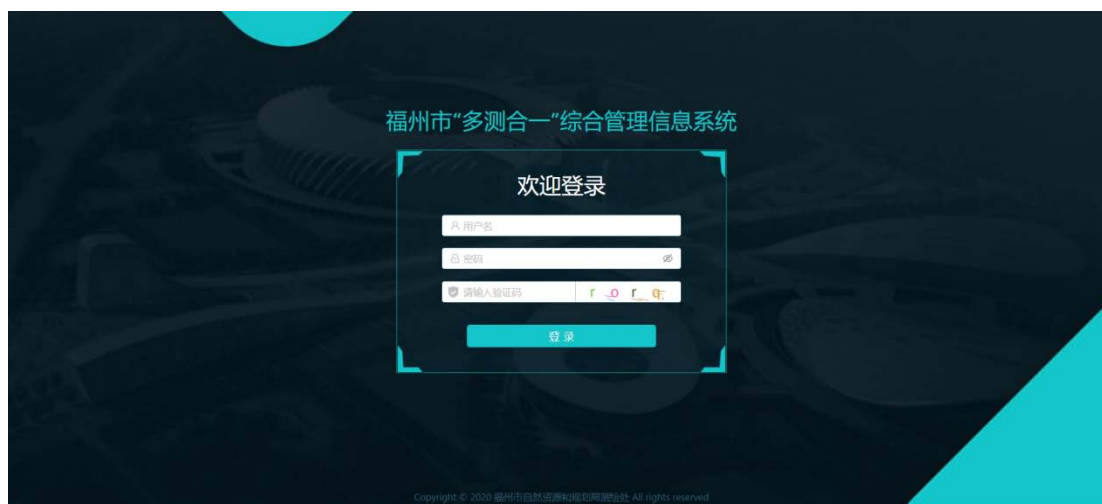 福州市“多测合一”综合管理信息系统
欢迎登录
用户名
密码
请输入验证码 r o r q
登 录
Copyright © 2020 福州市自然资源和规划局测绘处 All rights reserved